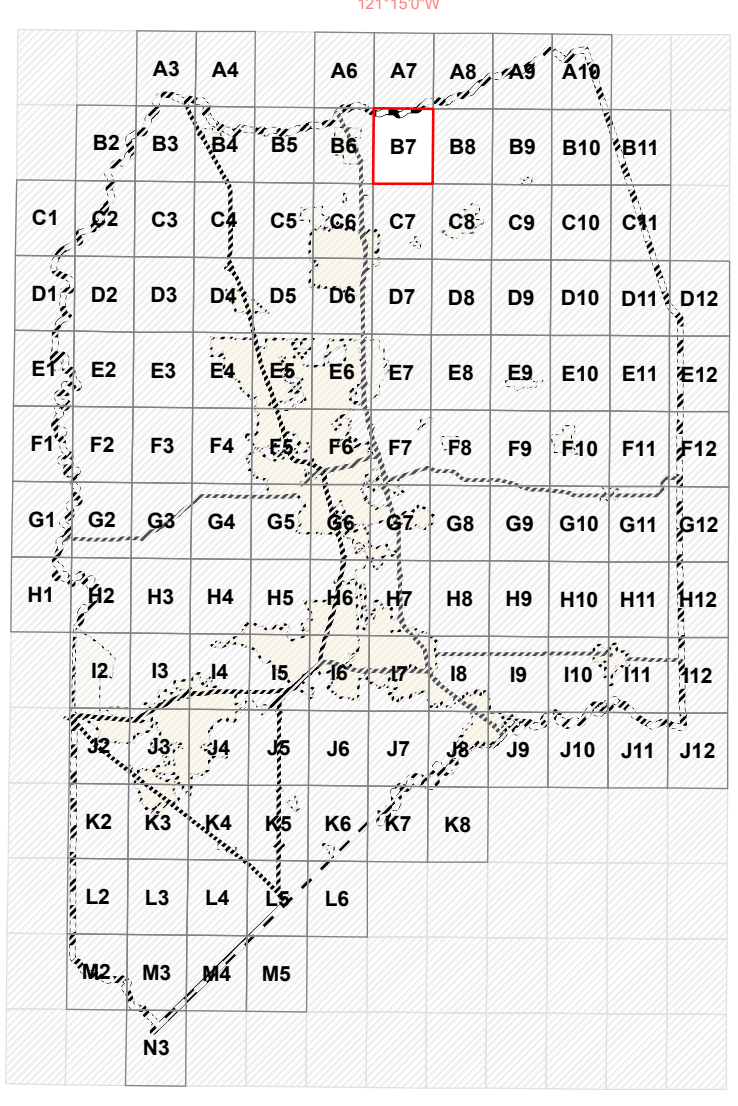 121°15'0"W
A3 A4 A6 A7 A8 A9 A10
B2 B3 B4 B5 B6 B7 B8 B9 B10 B11
C1 C2 C3 C4 C5 C6 C7 C8 C9 C10 C11
D1 D2 D3 D4 D5 D6 D7 D8 D9 D10 D11 D12
E1 E2 E3 E4 E5 E6 E7 E8 E9 E10 E11 E12
F1 F2 F3 F4 F5 F6 F7 F8 F9 F10 F11 F12
G1 G2 G3 G4 G5 G6 G7 G8 G9 G10 G11 G12
H1 H2 H3 H4 H5 H6 H7 H8 H9 H10 H11 H12
I2 I3 I4 I5 I6 I7 I8 I9 I10 I11 I12
J2 J3 J4 J5 J6 J7 J8 J9 J10 J11 J12
K2 K3 K4 K5 K6 K7 K8
L2 L3 L4 L5 L6
M2 M3 M4 M5
N3